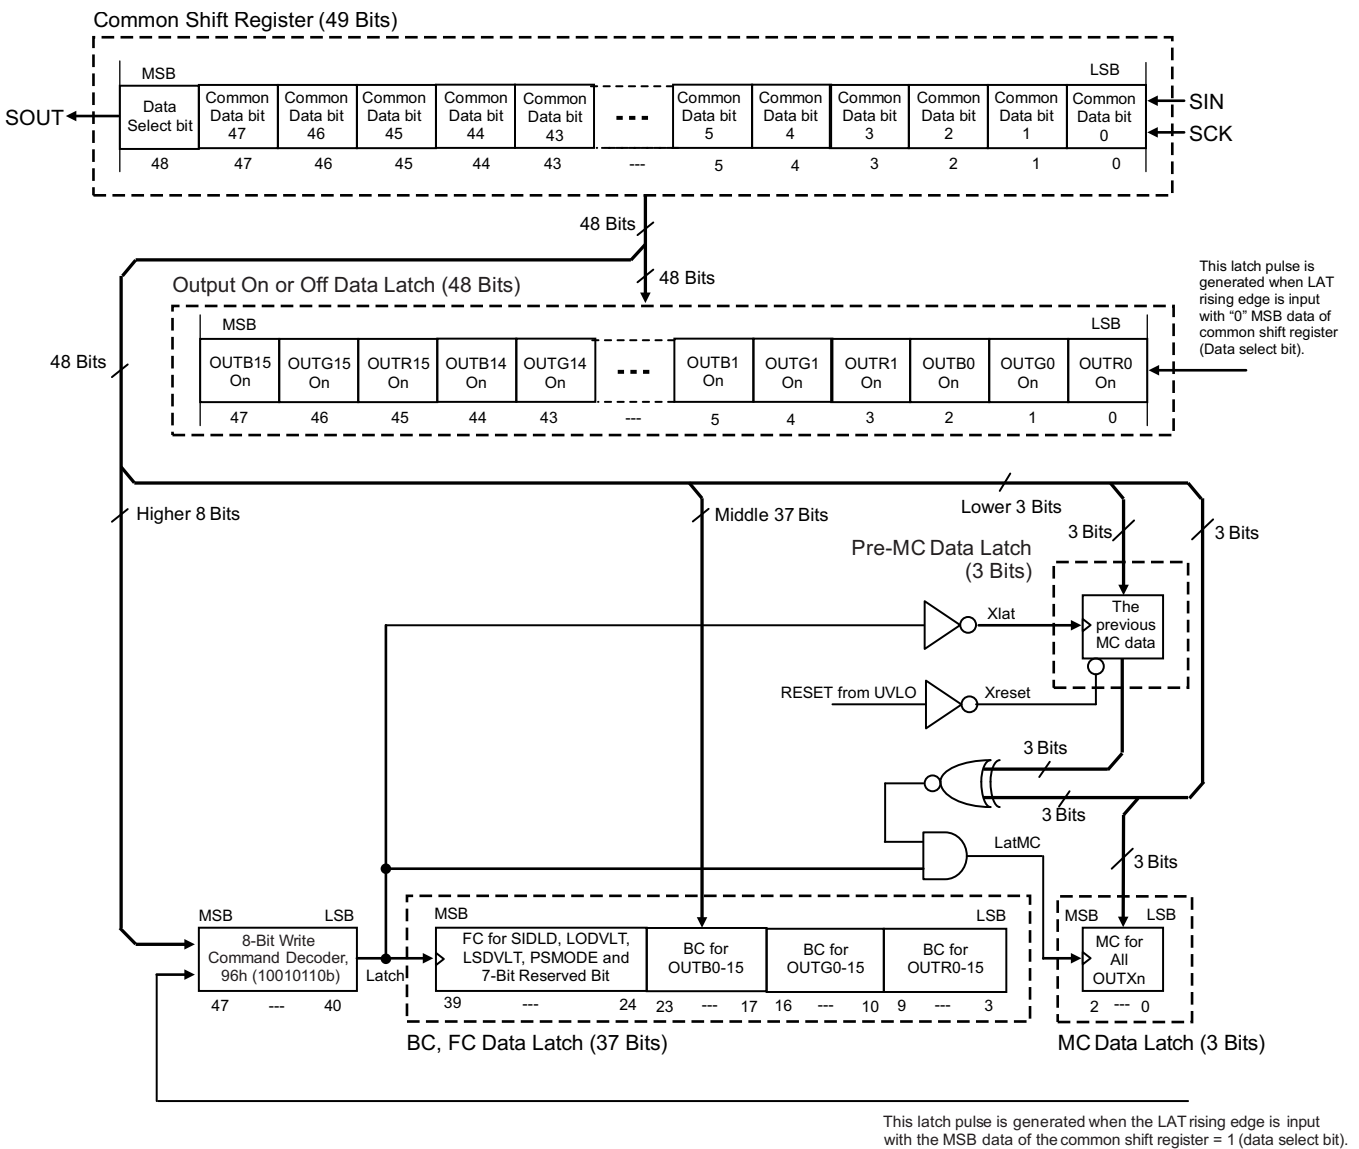 Common Shift Register (49 Bits)
MSB
LSB
SOUT
Data
Select bit
Common
Data bit
47
Common
Data bit
46
Common
Data bit
45
Common
Data bit
44
Common
Data bit
43
Common
Data bit
5
Common
Data bit
4
Common
Data bit
3
Common
Data bit
2
Common
Data bit
1
Common
Data bit
0
SIN
SCK
48 47 46 45 44 43 --- 5 4 3 2 1 0
48 Bits
48 Bits
Output On or Off Data Latch (48 Bits)
This latch pulse is
generated when LAT
rising edge is input
with “0” MSB data of
common shift register
(Data select bit).
MSB
LSB
48 Bits
OUTB15
On
OUTG15
On
OUTR15
On
OUTB14
On
OUTG14
On
OUTB1
On
OUTG1
On
OUTR1
On
OUTB0
On
OUTG0
On
OUTR0
On
47 46 45 44 43 --- 5 4 3 2 1 0
Higher 8 Bits
Middle 37 Bits
Lower 3 Bits
3 Bits
3 Bits
Pre-MC Data Latch
(3 Bits)
The
previous
MC data
Xlat
RESET from UVLO
Xreset
3 Bits
3 Bits
LatMC
3 Bits
MSB
LSB
8-Bit Write
Command Decoder,
96h (10010110b)
47 --- 40
Latch
MSB
LSB
FC for SIDLD, LODVLT,
LSDVLT, PSMODE and
7-Bit Reserved Bit
BC for
OUTB0-15
BC for
OUTG0-15
BC for
OUTR0-15
39 --- 24 23 --- 17 16 --- 10 9 --- 3
BC, FC Data Latch (37 Bits)
MSB
LSB
MC for
All
OUTXn
2 --- 0
MC Data Latch (3 Bits)
This latch pulse is generated when the LAT rising edge is input
with the MSB data of the common shift register = 1 (data select bit).